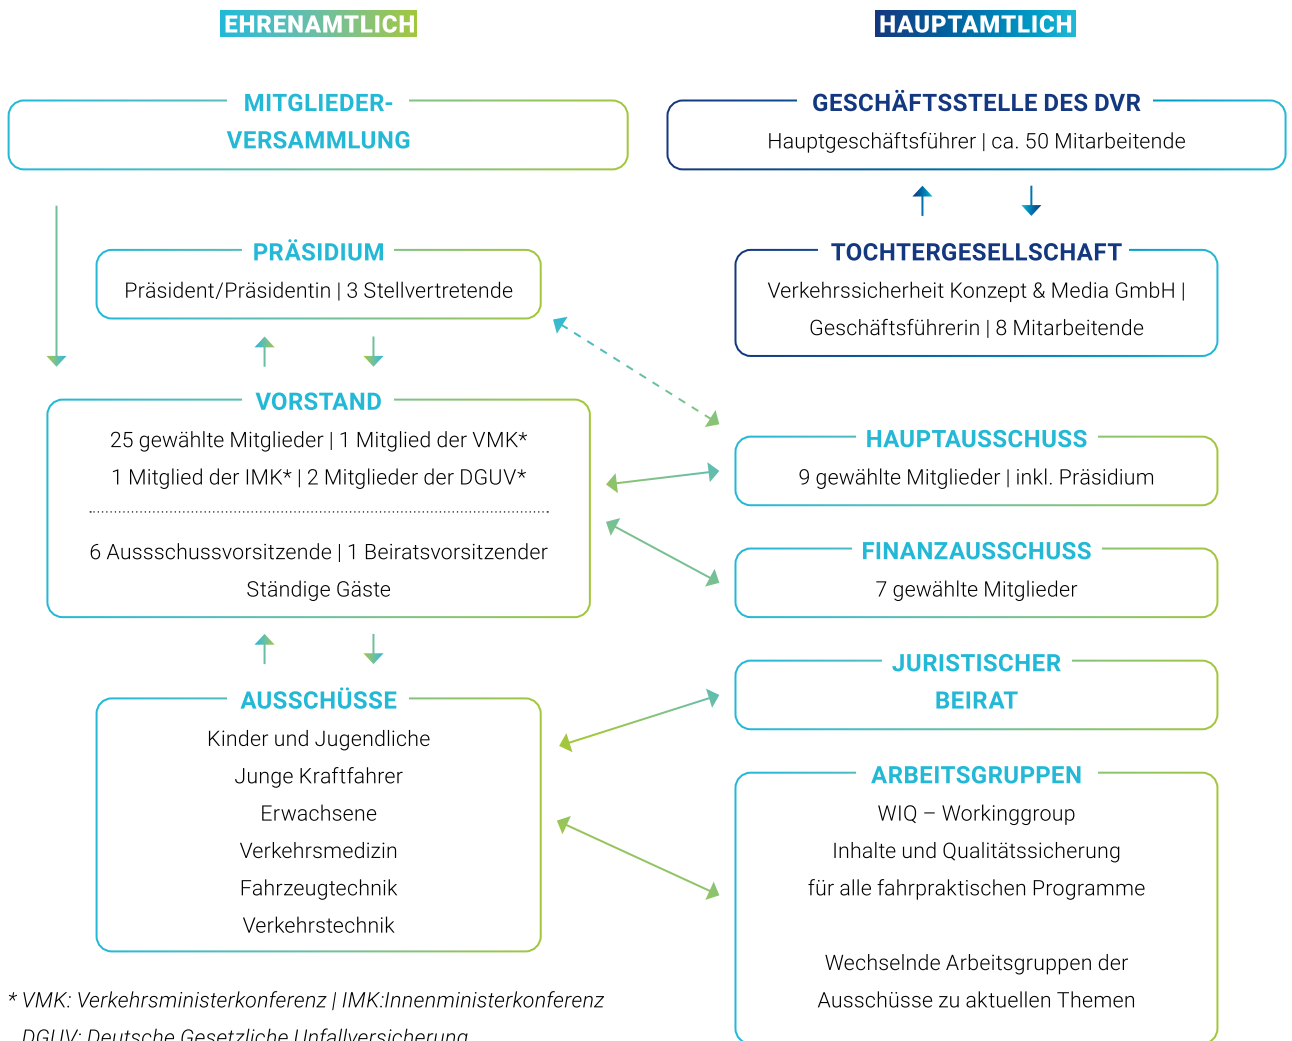 EHRENAMTLICH
HAUPTAMTLICH
MITGLIEDER-
VERSAMMLUNG
GESCHÄFTSSTELLE DES DVR
Hauptgeschäftsführer | ca. 50 Mitarbeitende
PRÄSIDIUM
Präsident/Präsidentin | 3 Stellvertretende
TOCHTERGESELLSCHAFT
Verkehrssicherheit Konzept & Media GmbH |
Geschäftsführerin | 8 Mitarbeitende
VORSTAND
25 gewählte Mitglieder | 1 Mitglied der VMK*
1 Mitglied der IMK* | 2 Mitglieder der DGUV*
6 Aussschussvorsitzende | 1 Beiratsvorsitzender
Ständige Gäste
HAUPTAUSSCHUSS
9 gewählte Mitglieder | inkl. Präsidium
FINANZAUSSCHUSS
7 gewählte Mitglieder
JURISTISCHER
BEIRAT
AUSSCHÜSSE
Kinder und Jugendliche
Junge Kraftfahrer
Erwachsene
Verkehrsmedizin
Fahrzeugtechnik
Verkehrstechnik
ARBEITSGRUPPEN
WIQ – Workinggroup
Inhalte und Qualitätssicherung
für alle fahrpraktischen Programme
Wechselnde Arbeitsgruppen der
Ausschüsse zu aktuellen Themen
* VMK: Verkehrsministerkonferenz | IMK:Innenministerkonferenz
DGUV: Deutsche Gesetzliche Unfallversicherung